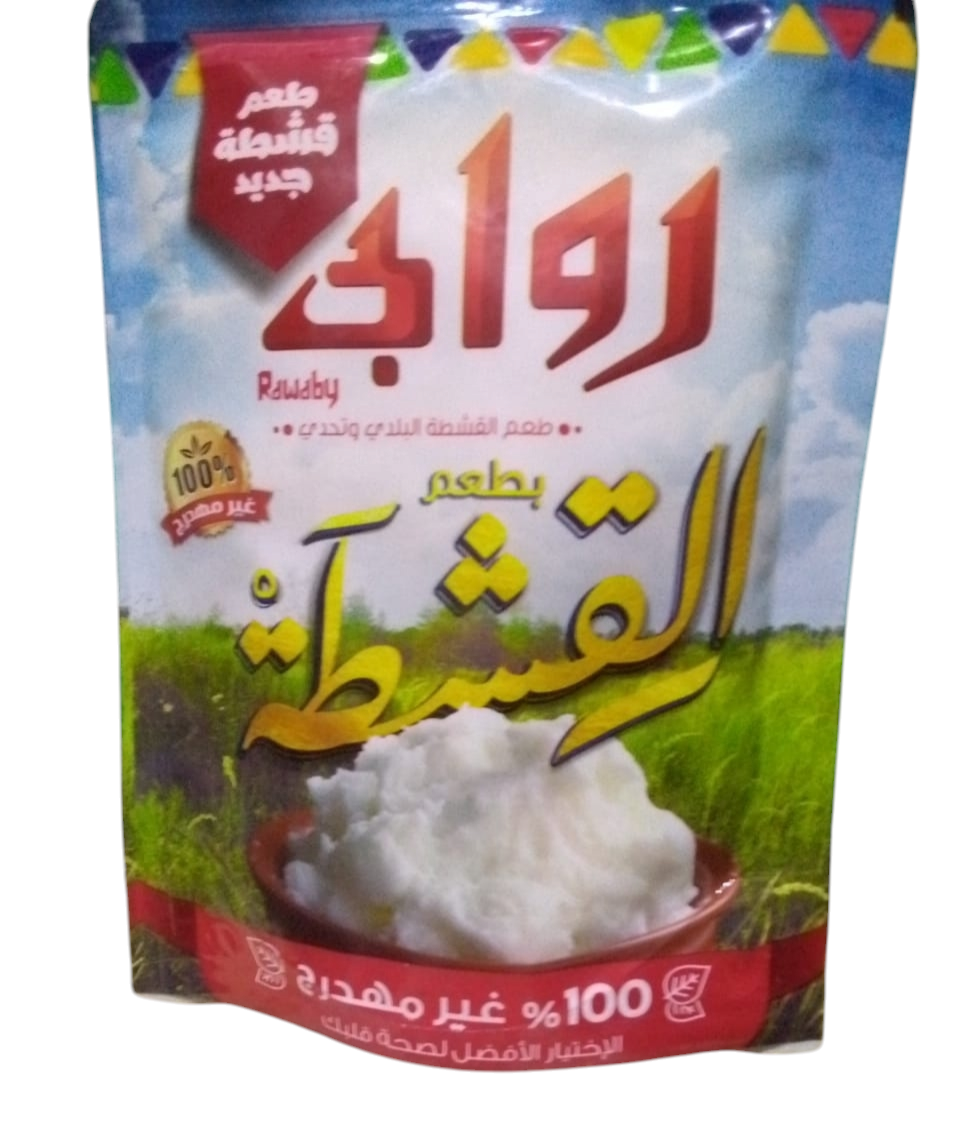 طعم
قشطة
جديد
روابي
Rawaby
طعم القشطة البلدي وتحدي
100%
غير مهدرج
بطعم
القشطة
100% غير مهدرج
الإختيار الأفضل لصحة قلبك